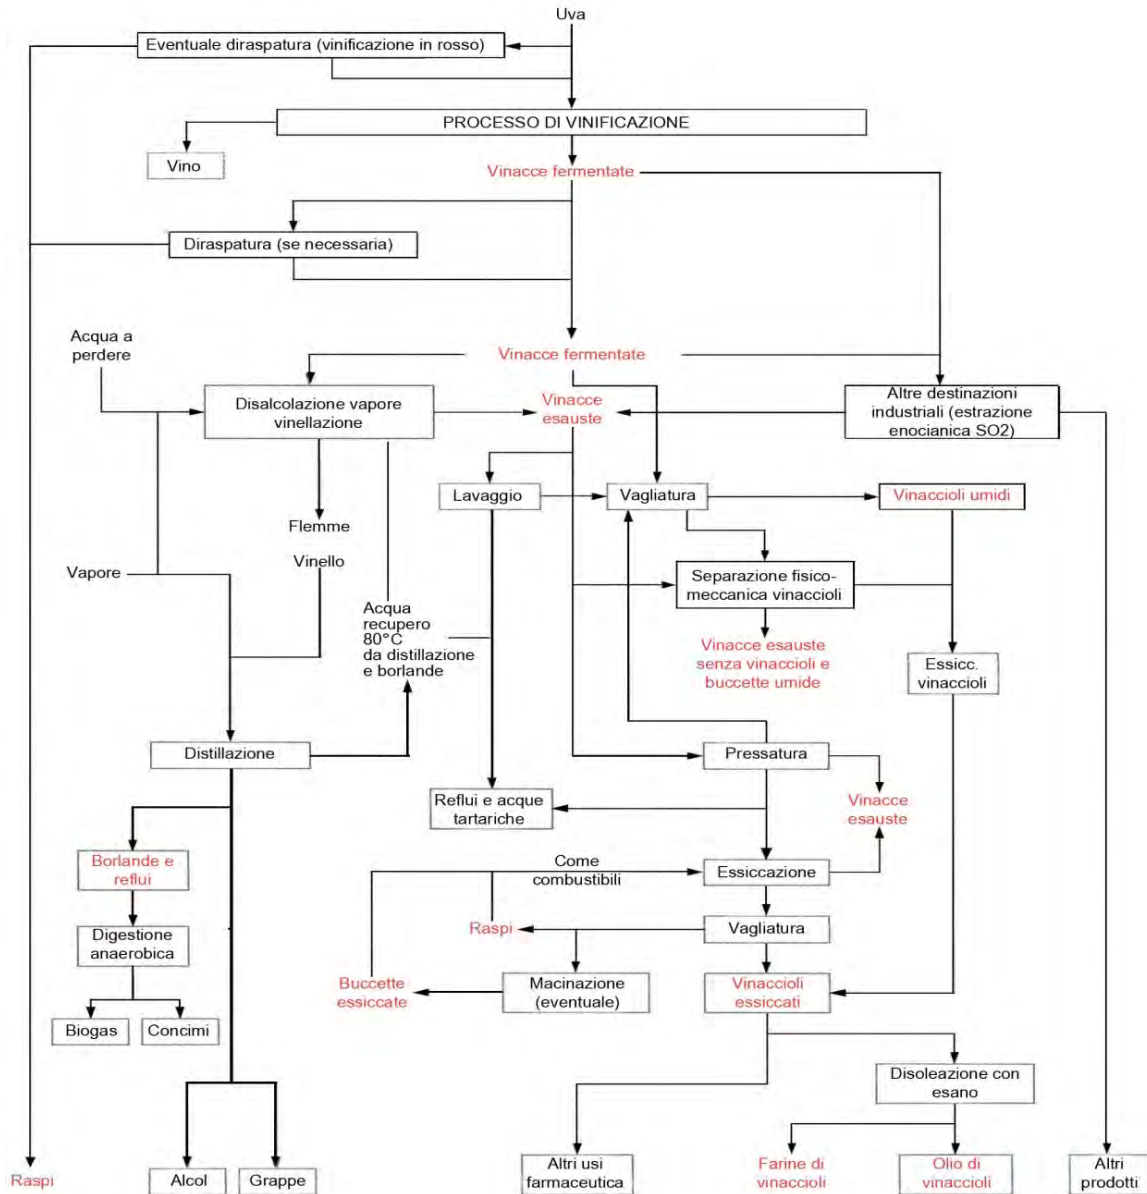 Uva
Eventuale diraspatura (vinificazione in rosso)
PROCESSO DI VINIFICAZIONE
Vino
Vinacce fermentate
Diraspatura (se necessaria)
Acqua a
perdere
Vinacce fermentate
Disalcolazione vapore
vinellazione
Vinacce
esauste
Altre destinazioni
industriali (estrazione
enocianica SO2)
Lavaggio
Vagliatura
Vinaccioli umidi
Flemme
Vinello
Vapore
Separazione fisico-
meccanica vinaccioli
Acqua
recupero
80°C
da distillazione
e borlande
Vinacce esauste
senza vinaccioli e
buccette umide
Essicc.
vinaccioli
Distillazione
Pressatura
Reflui e acque
tartariche
Vinacce
esauste
Borlande e
reflui
Come
combustibili
Essiccazione
Digestione
anaerobica
Raspi
Vagliatura
Buccette
essiccate
Macinazione
(eventuale)
Vinaccioli
essiccati
Biogas
Concimi
Disoleazione con
esano
Raspi
Alcol
Grappe
Altri usi
farmaceutica
Farine di
vinaccioli
Olio di
vinaccioli
Altri
prodotti